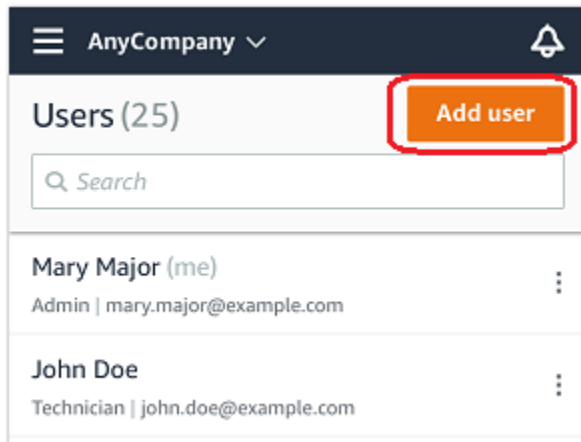 AnyCompany
Users (25)
Add user
Search
Mary Major (me)
Admin | mary.major@example.com
John Doe
Technician | john.doe@example.com